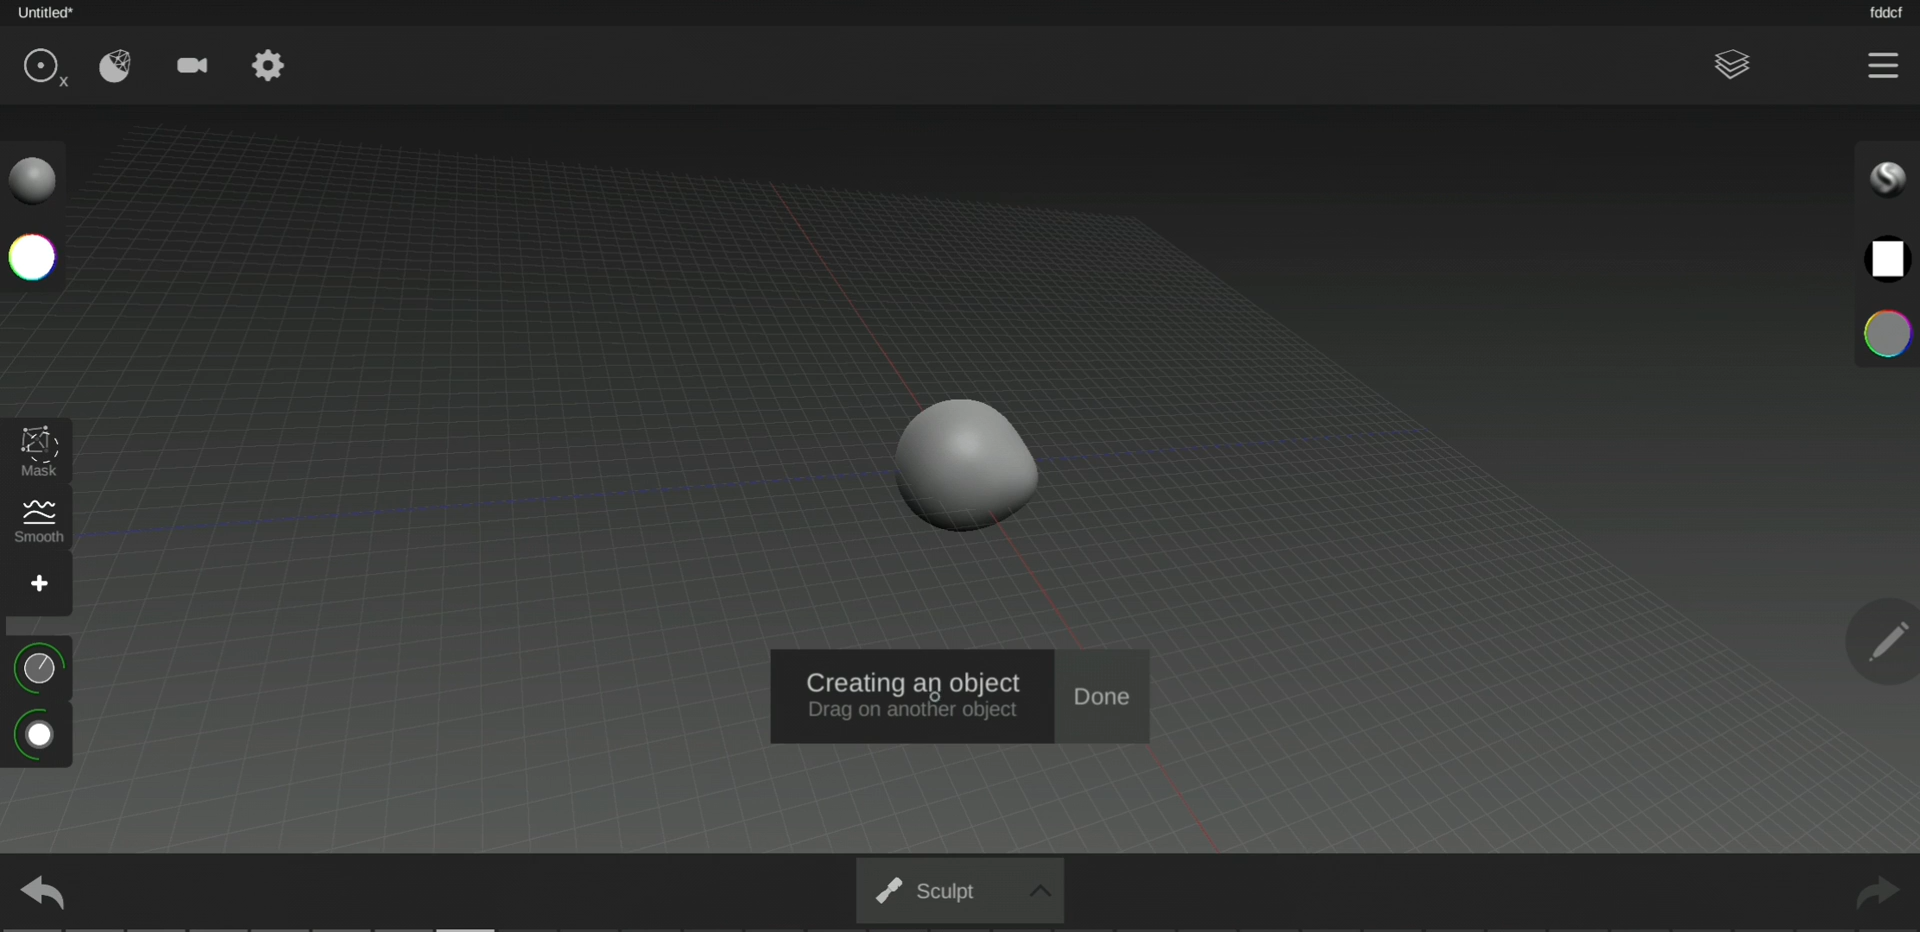 Untitled*
fddcf
x
Mask
Smooth
Creating an object
Drag on another object
Done
Sculpt